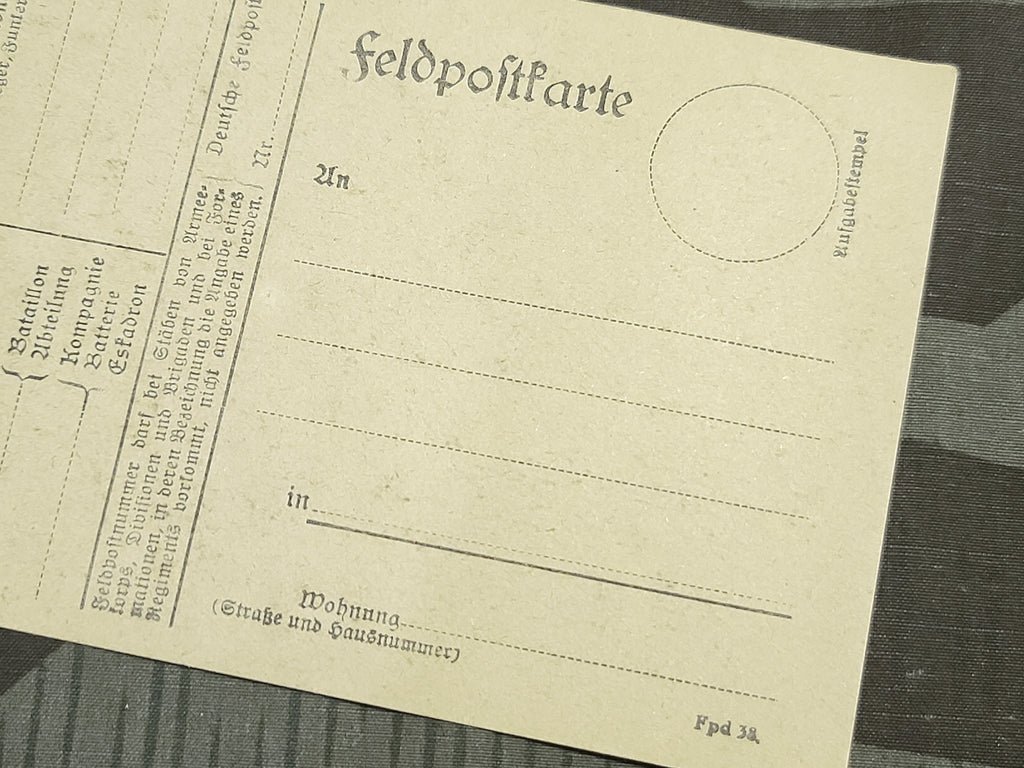 Feldpostkarte
Aufgabestempel
An
in
Wohnung
(Straße und Hausnummer)
Fpd 38.
Deutsche Feldpost
Nr.
Feldpostnummer darf bei Stäben von Armee-
korps, Divisionen und Brigaden und bei For-
mationen, in deren Bezeichnung die Angabe eines
Regiments vorkommt, nicht angegeben werden.
Bataillon
Abteilung
Kompagnie
Batterie
Eskadron